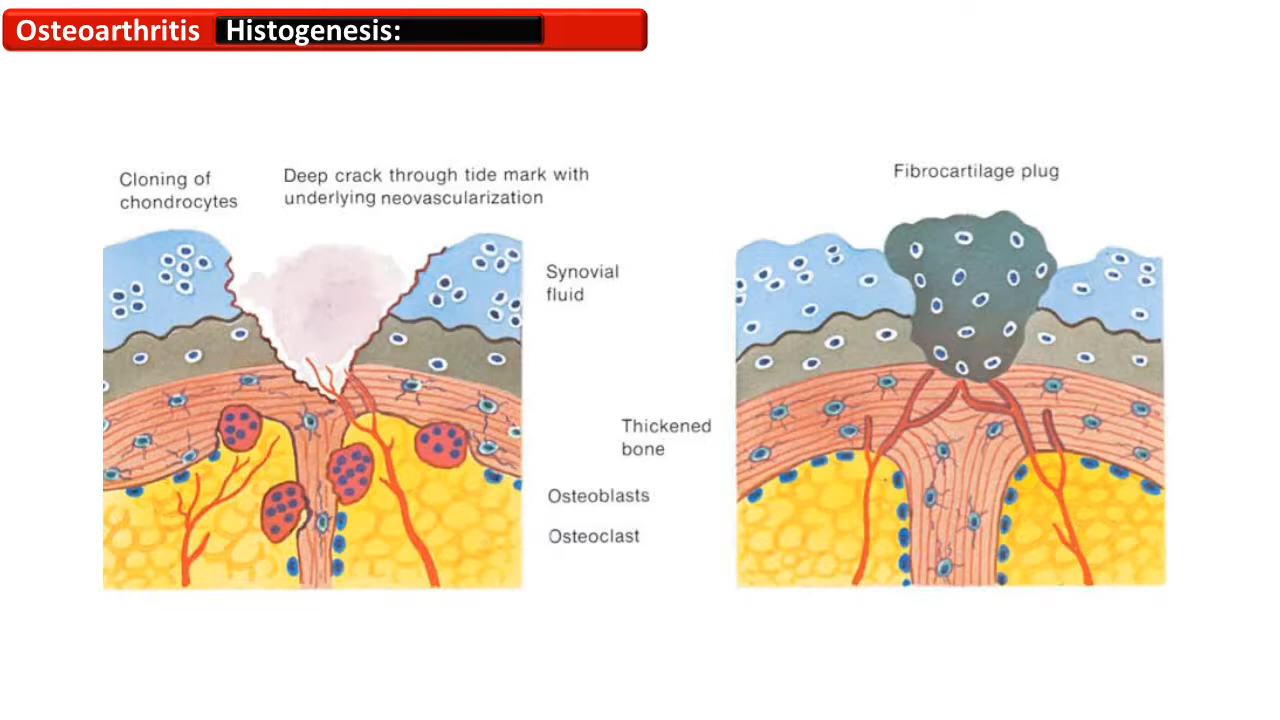 Osteoarthritis Histogenesis:
Cloning of
chondrocytes
Deep crack through tide mark with
underlying neovascularization
Fibrocartilage plug
Synovial
fluid
Thickened
bone
Osteoblasts
Osteoclast